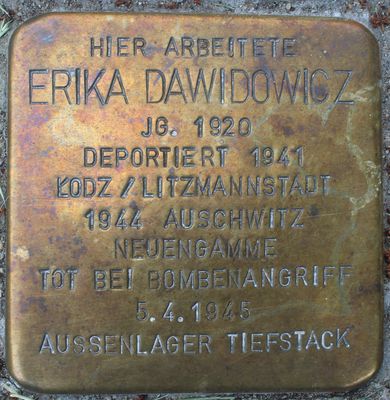 HIER ARBEITETE
ERIKA DAWIDOWICZ
JG. 1920
DEPORTIERT 1941
ŁODZ / LITZMANNSTADT
1944 AUSCHWITZ
NEUENGAMME
TOT BEI BOMBENANGRIFF
5.4.1945
AUSSENLAGER TIEFSTACK